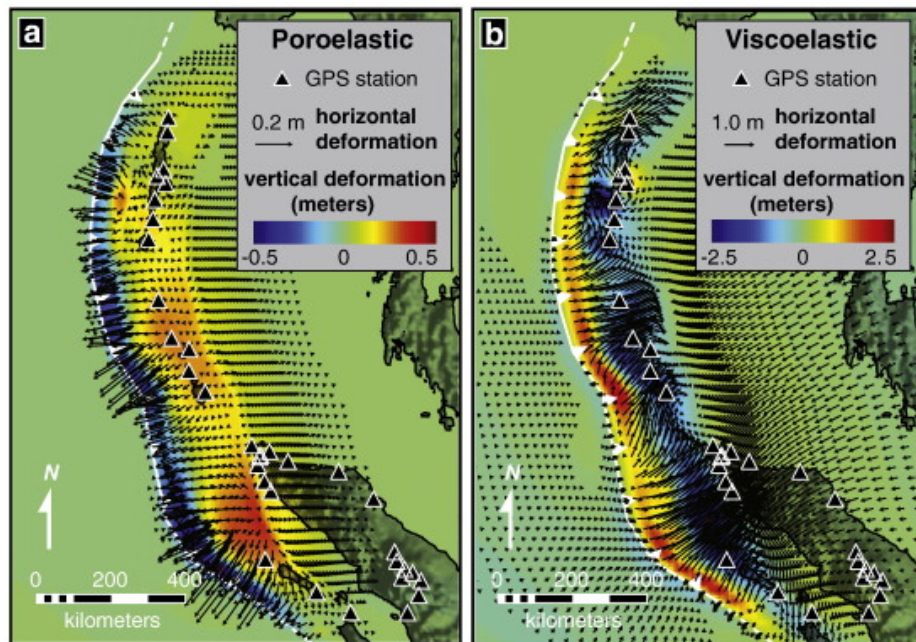 a
Poroelastic
GPS station
0.2 m horizontal
deformation
vertical deformation
(meters)
-0.5 0 0.5
N
0 200 400
kilometers
b
Viscoelastic
GPS station
1.0 m horizontal
deformation
vertical deformation
(meters)
-2.5 0 2.5
N
0 200 400
kilometers